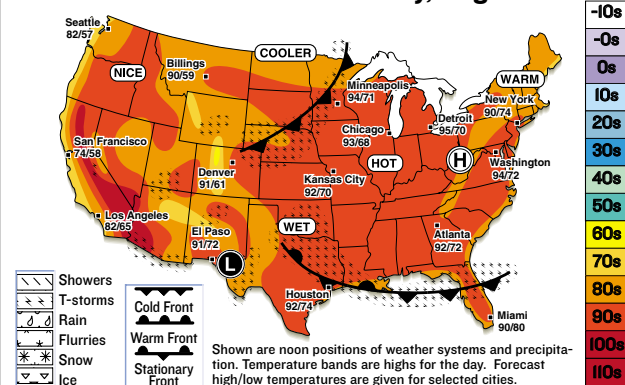 Seattle
82/57
Billings
90/59
COOLER
NICE
WARM
Minneapolis
94/71
New York
90/74
Detroit
95/70
Chicago
93/68
San Francisco
74/58
HOT
H
Washington
94/72
Denver
91/61
Kansas City
92/70
Los Angeles
82/65
El Paso
91/72
WET
Atlanta
92/72
L
Houston
92/74
Miami
90/80
Showers
T-storms
Rain
Flurries
Snow
Ice
Cold Front
Warm Front
Stationary
Front
Shown are noon positions of weather systems and precipita-
tion. Temperature bands are highs for the day. Forecast
high/low temperatures are given for selected cities.
-10s
-0s
0s
10s
20s
30s
40s
50s
60s
70s
80s
90s
100s
110s